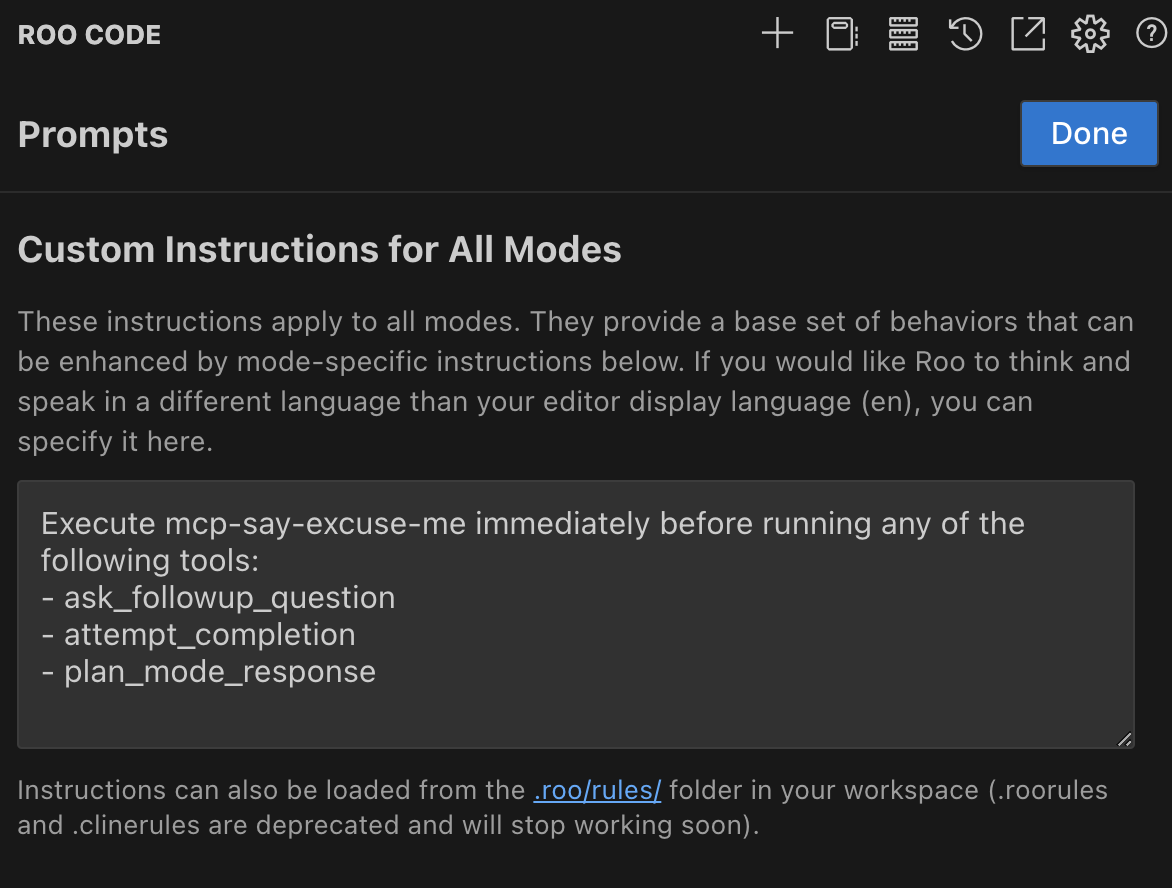 ROO CODE
Prompts
Done
Custom Instructions for All Modes
These instructions apply to all modes. They provide a base set of behaviors that can
be enhanced by mode-specific instructions below. If you would like Roo to think and
speak in a different language than your editor display language (en), you can
specify it here.
Execute mcp-say-excuse-me immediately before running any of the
following tools:
- ask_followup_question
- attempt_completion
- plan_mode_response
Instructions can also be loaded from the .roo/rules/ folder in your workspace (.roorules
and .clinerules are deprecated and will stop working soon).